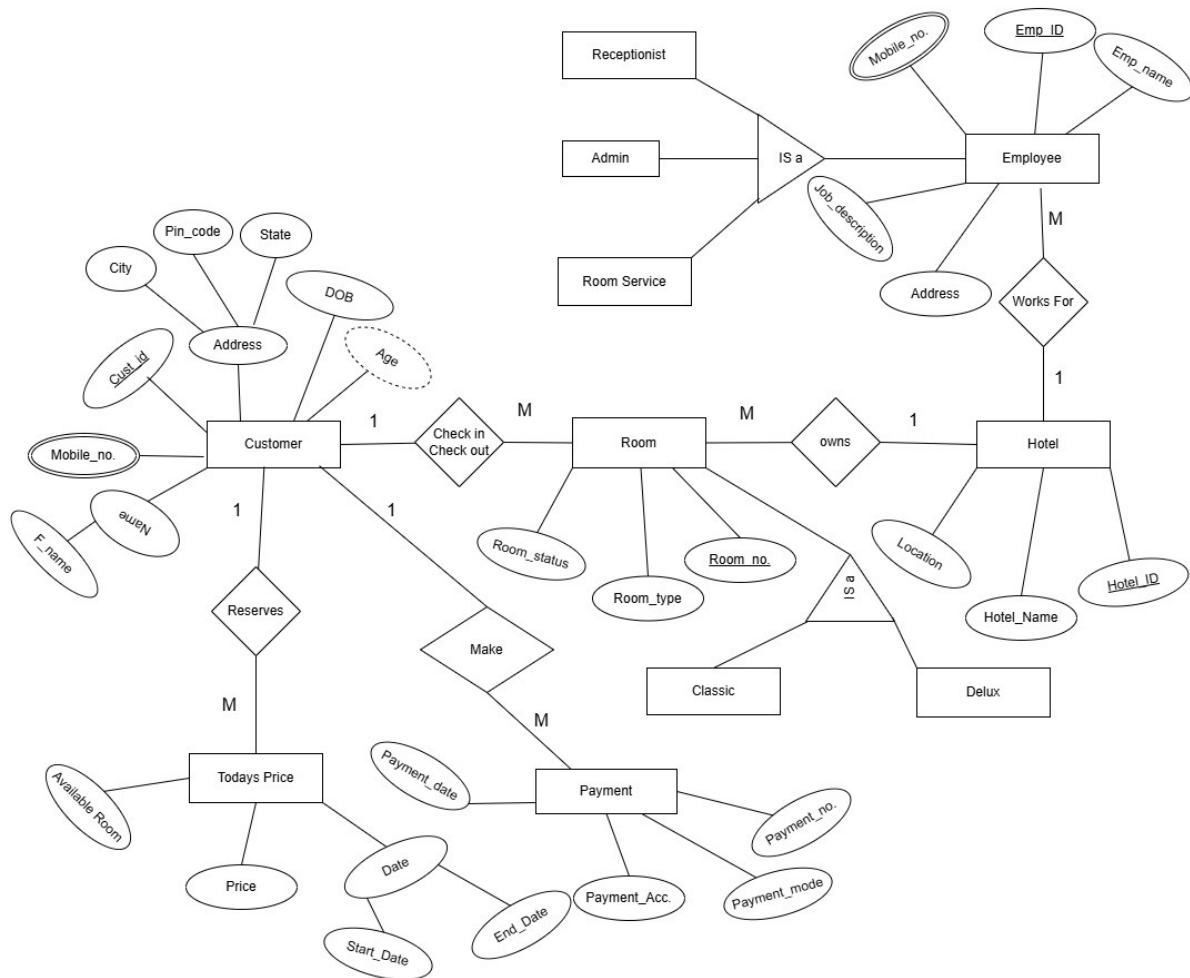 Receptionist
Mobile_no.
Emp_ID
Emp_name
Admin
IS a
Employee
Job_description
M
Room Service
Address
Works For
1
Pin_code
State
City
DOB
Address
Age
Cust_id
Customer
1
Check in
Check out
M
Room
M
owns
1
Hotel
Mobile_no.
Name
F_name
1
1
Room_status
Room_type
Room_no.
IS a
Location
Hotel_Name
Hotel_ID
Reserves
Make
Classic
Delux
M
M
Todays Price
Available Room
Price
Date
Start_Date
End_Date
Payment_date
Payment
Payment_no.
Payment_Acc.
Payment_mode